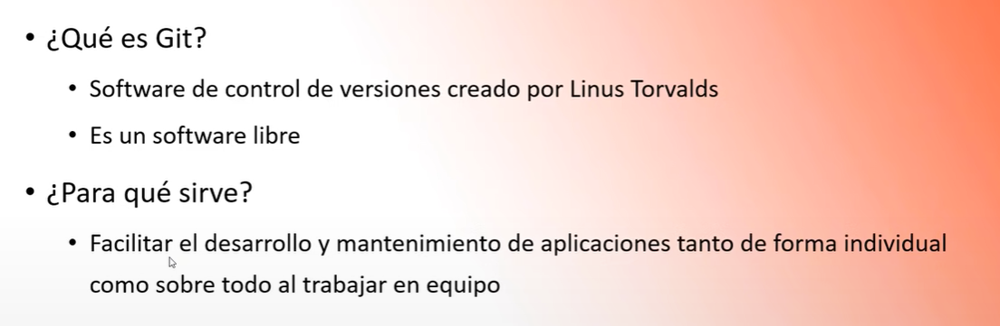 • ¿Qué es Git?
• Software de control de versiones creado por Linus Torvalds
• Es un software libre
• ¿Para qué sirve?
• Facilitar el desarrollo y mantenimiento de aplicaciones tanto de forma individual
como sobre todo al trabajar en equipo